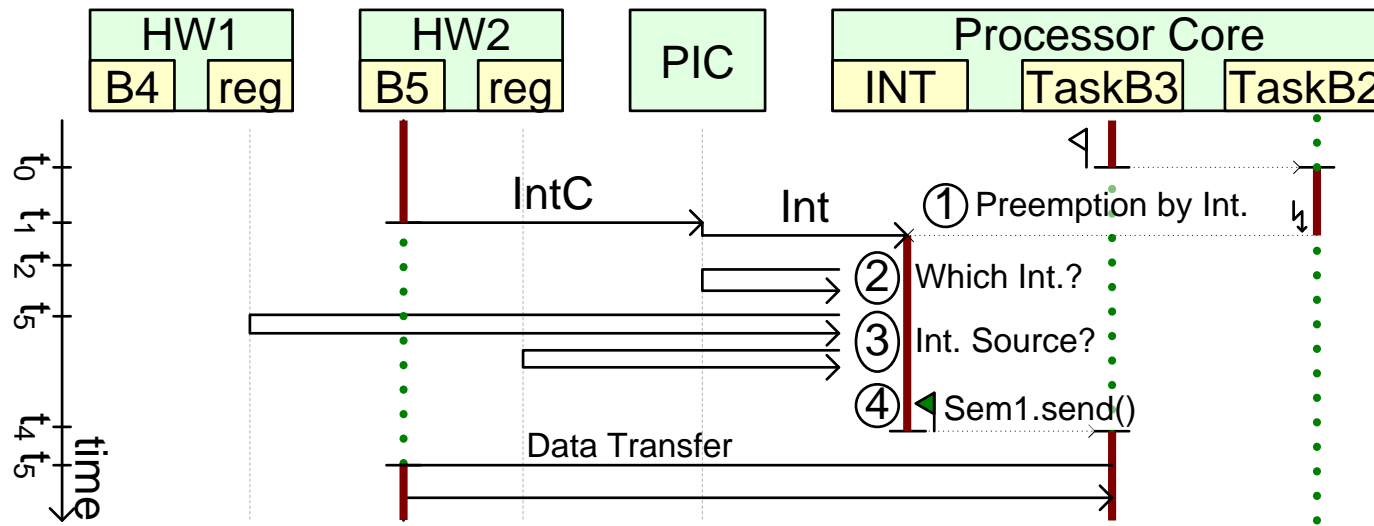 HW1
HW2
PIC
Processor Core
B4
reg
B5
reg
INT
TaskB3
TaskB2
t0
IntC
Int
1 Preemption by Int.
t1
t2
2 Which Int.?
t5
3 Int. Source?
4 Sem1.send()
t4
Data Transfer
t5
time